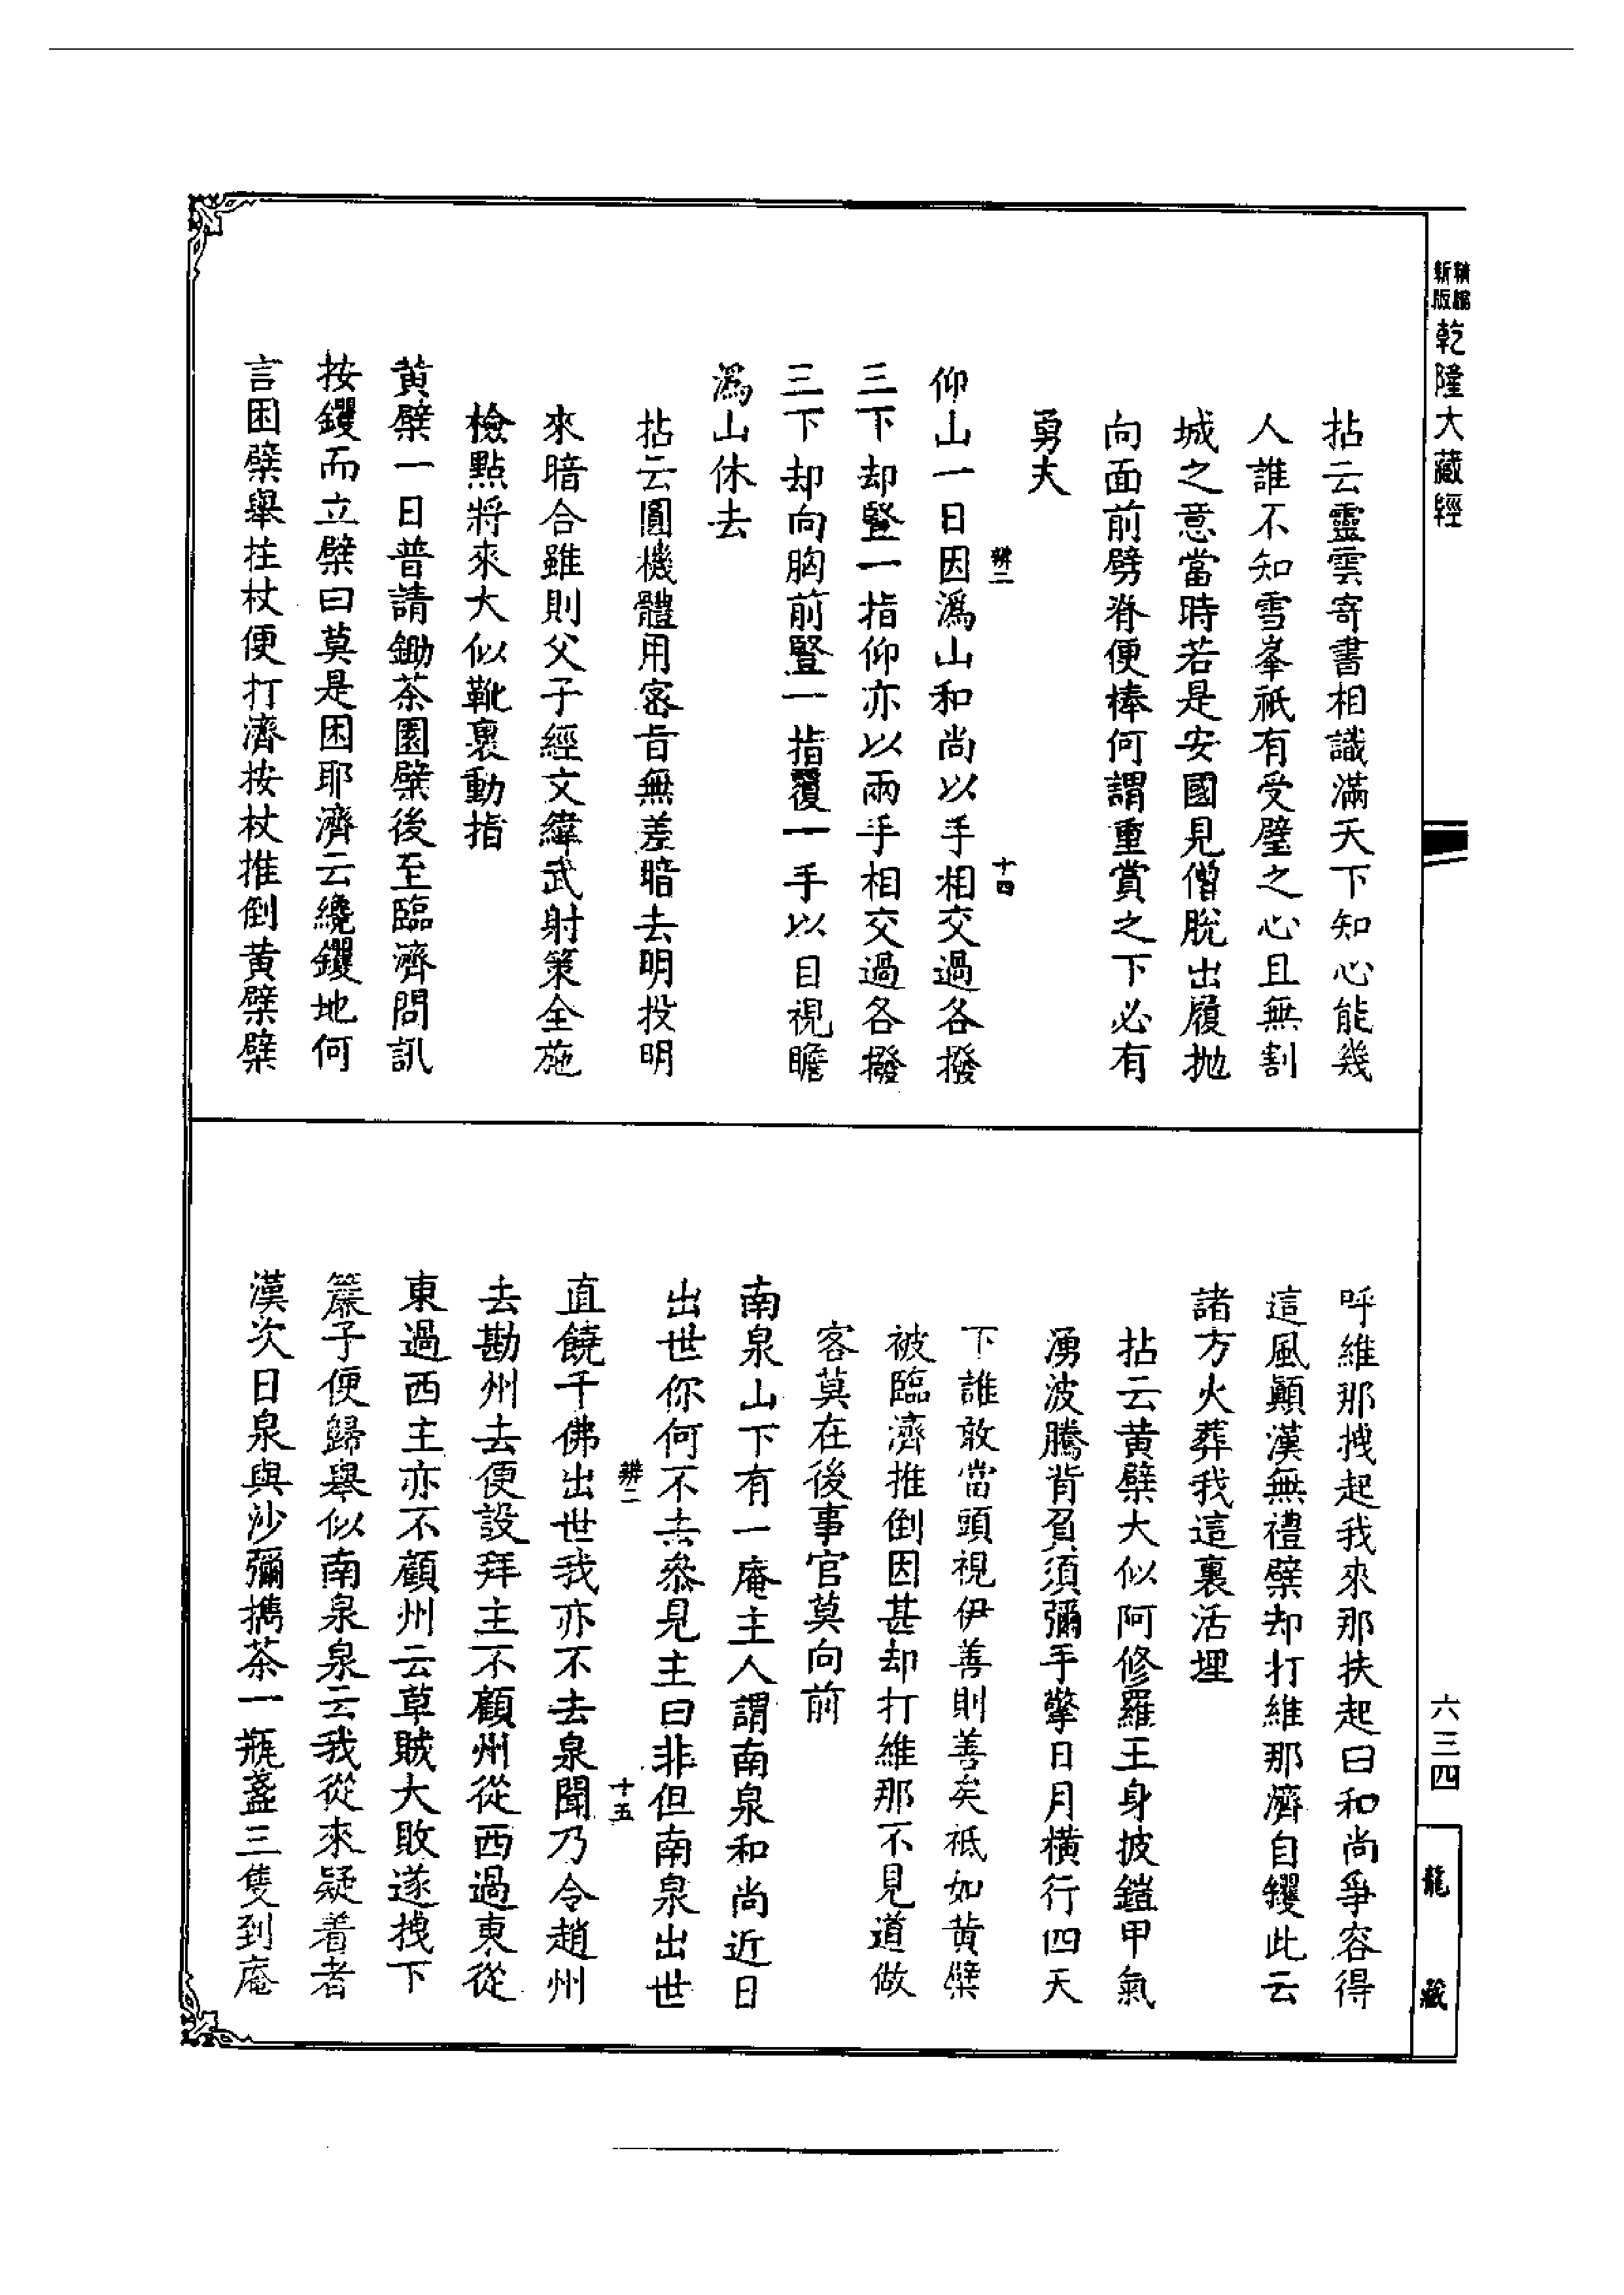 新版
精縮
乾隆大藏經
六三四
龍藏
拈云靈雲寄書相識滿天下知心能幾
人誰不知雪峯祇有受璧之心且無割
城之意當時若是安國見僧脫出履抛
向面前劈脊便棒何謂重賞之下必有
勇夫
辨二
十四
仰山一日因溈山和尚以手相交過各撥
三下却豎一指仰亦以兩手相交過各撥
三下却向胸前豎一指覆一手以目視瞻
溈山休去
拈云圓機體用密旨無差暗去明投明
來暗合雖則父子經文緯武射策全施
檢點將來大似靴裏動指
黃檗一日普請鋤茶園檗後至臨濟問訊
按钁而立檗曰莫是困耶濟云纔钁地何
言困檗舉拄杖便打濟按杖推倒黃檗檗
呼維那拽起我來那扶起曰和尚爭容得
這風顛漢無禮檗却打維那濟自钁此云
諸方火葬我這裏活埋
拈云黃檗大似阿修羅王身披鎧甲氣
湧波騰背負須彌手擎日月橫行四天
下誰敢當頭視伊善則善矣祇如黃檗
被臨濟推倒因甚却打維那不見道做
客莫在後事官莫向前
南泉山下有一庵主人謂南泉和尚近日
出世你何不去叅見主曰非但南泉出世
辨二
十五
直饒千佛出世我亦不去泉聞乃令趙州
去勘州去便設拜主不顧州從西過東從
東過西主亦不顧州云草賊大敗遂拽下
簾子便歸舉似南泉泉云我從來疑着者
漢次日泉與沙彌攜茶一瓶盞三隻到庵